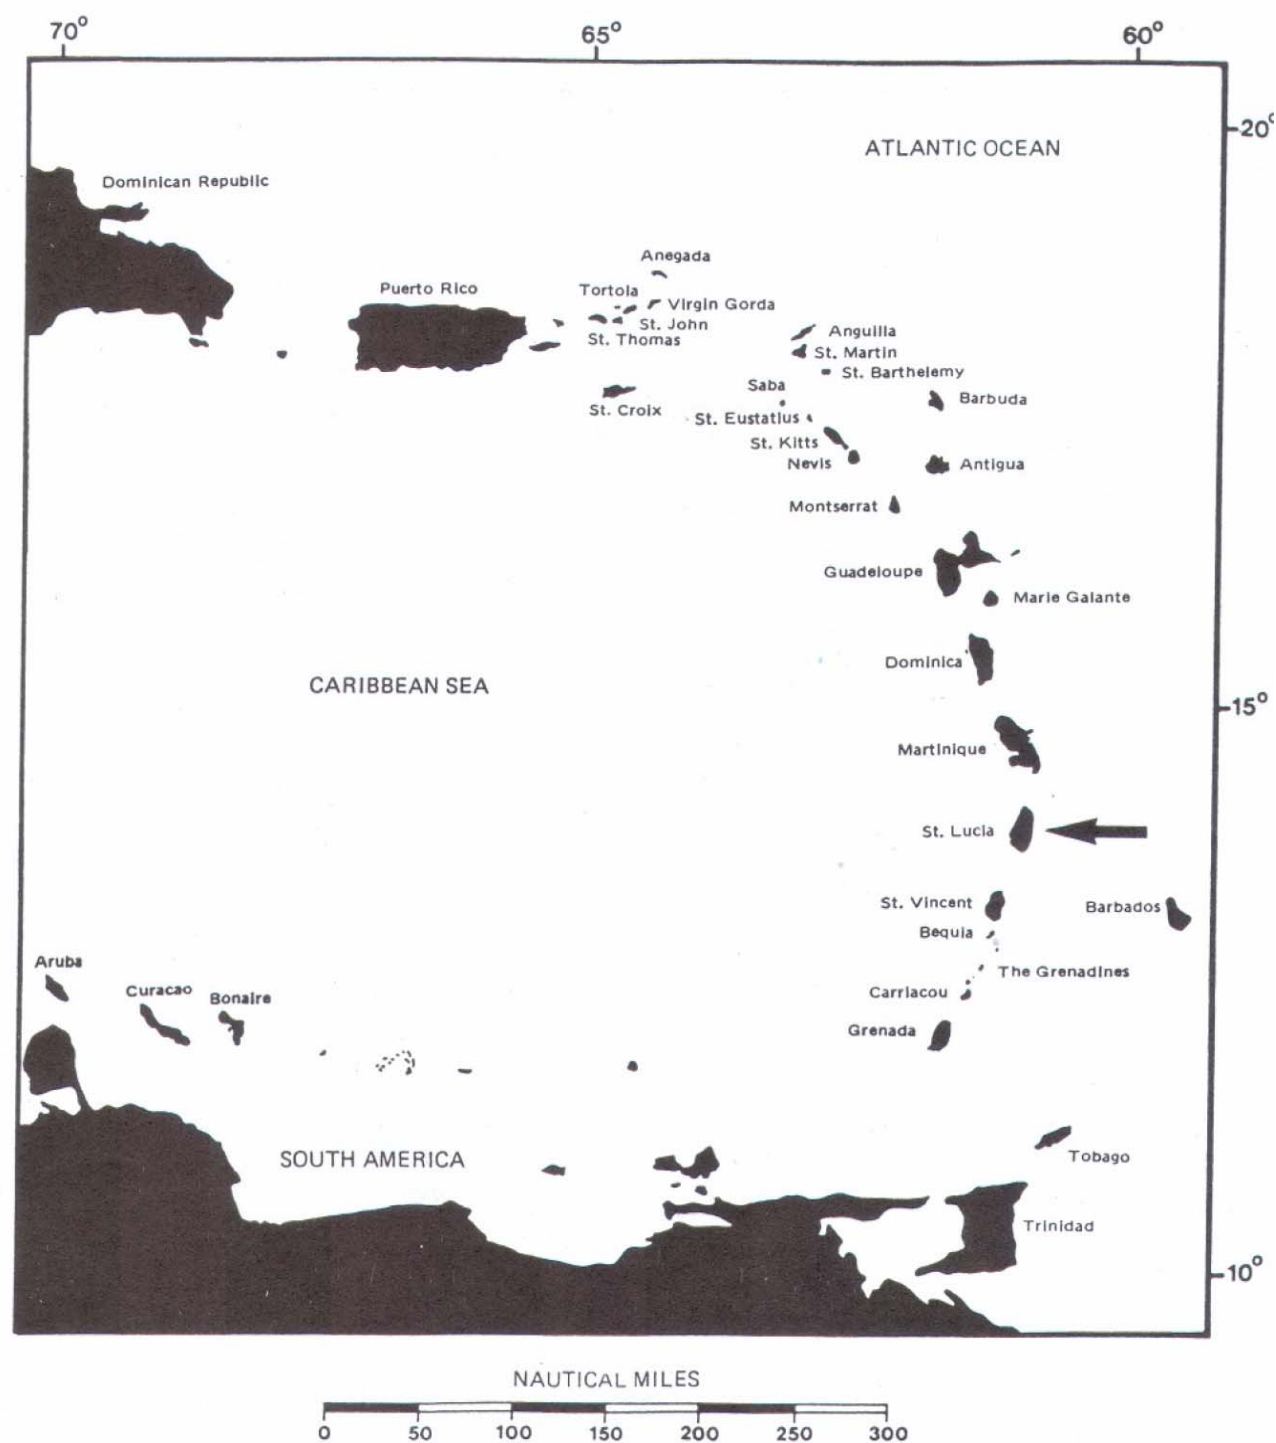 70° 65° 60°
20°
ATLANTIC OCEAN
Dominican Republic
Anegada
Puerto Rico
Tortola
Virgin Gorda
St. John
St. Thomas
Anguilla
St. Martin
St. Barthelemy
Saba
Barbuda
St. Croix
St. Eustatius
St. Kitts
Nevis
Antigua
Montserrat
Guadeloupe
Marie Galante
Dominica
CARIBBEAN SEA
15°
Martinique
St. Lucia
St. Vincent
Barbados
Bequia
Aruba
The Grenadines
Curacao
Bonaire
Carriacou
Grenada
SOUTH AMERICA
Tobago
Trinidad
10°
NAUTICAL MILES
0 50 100 150 200 250 300